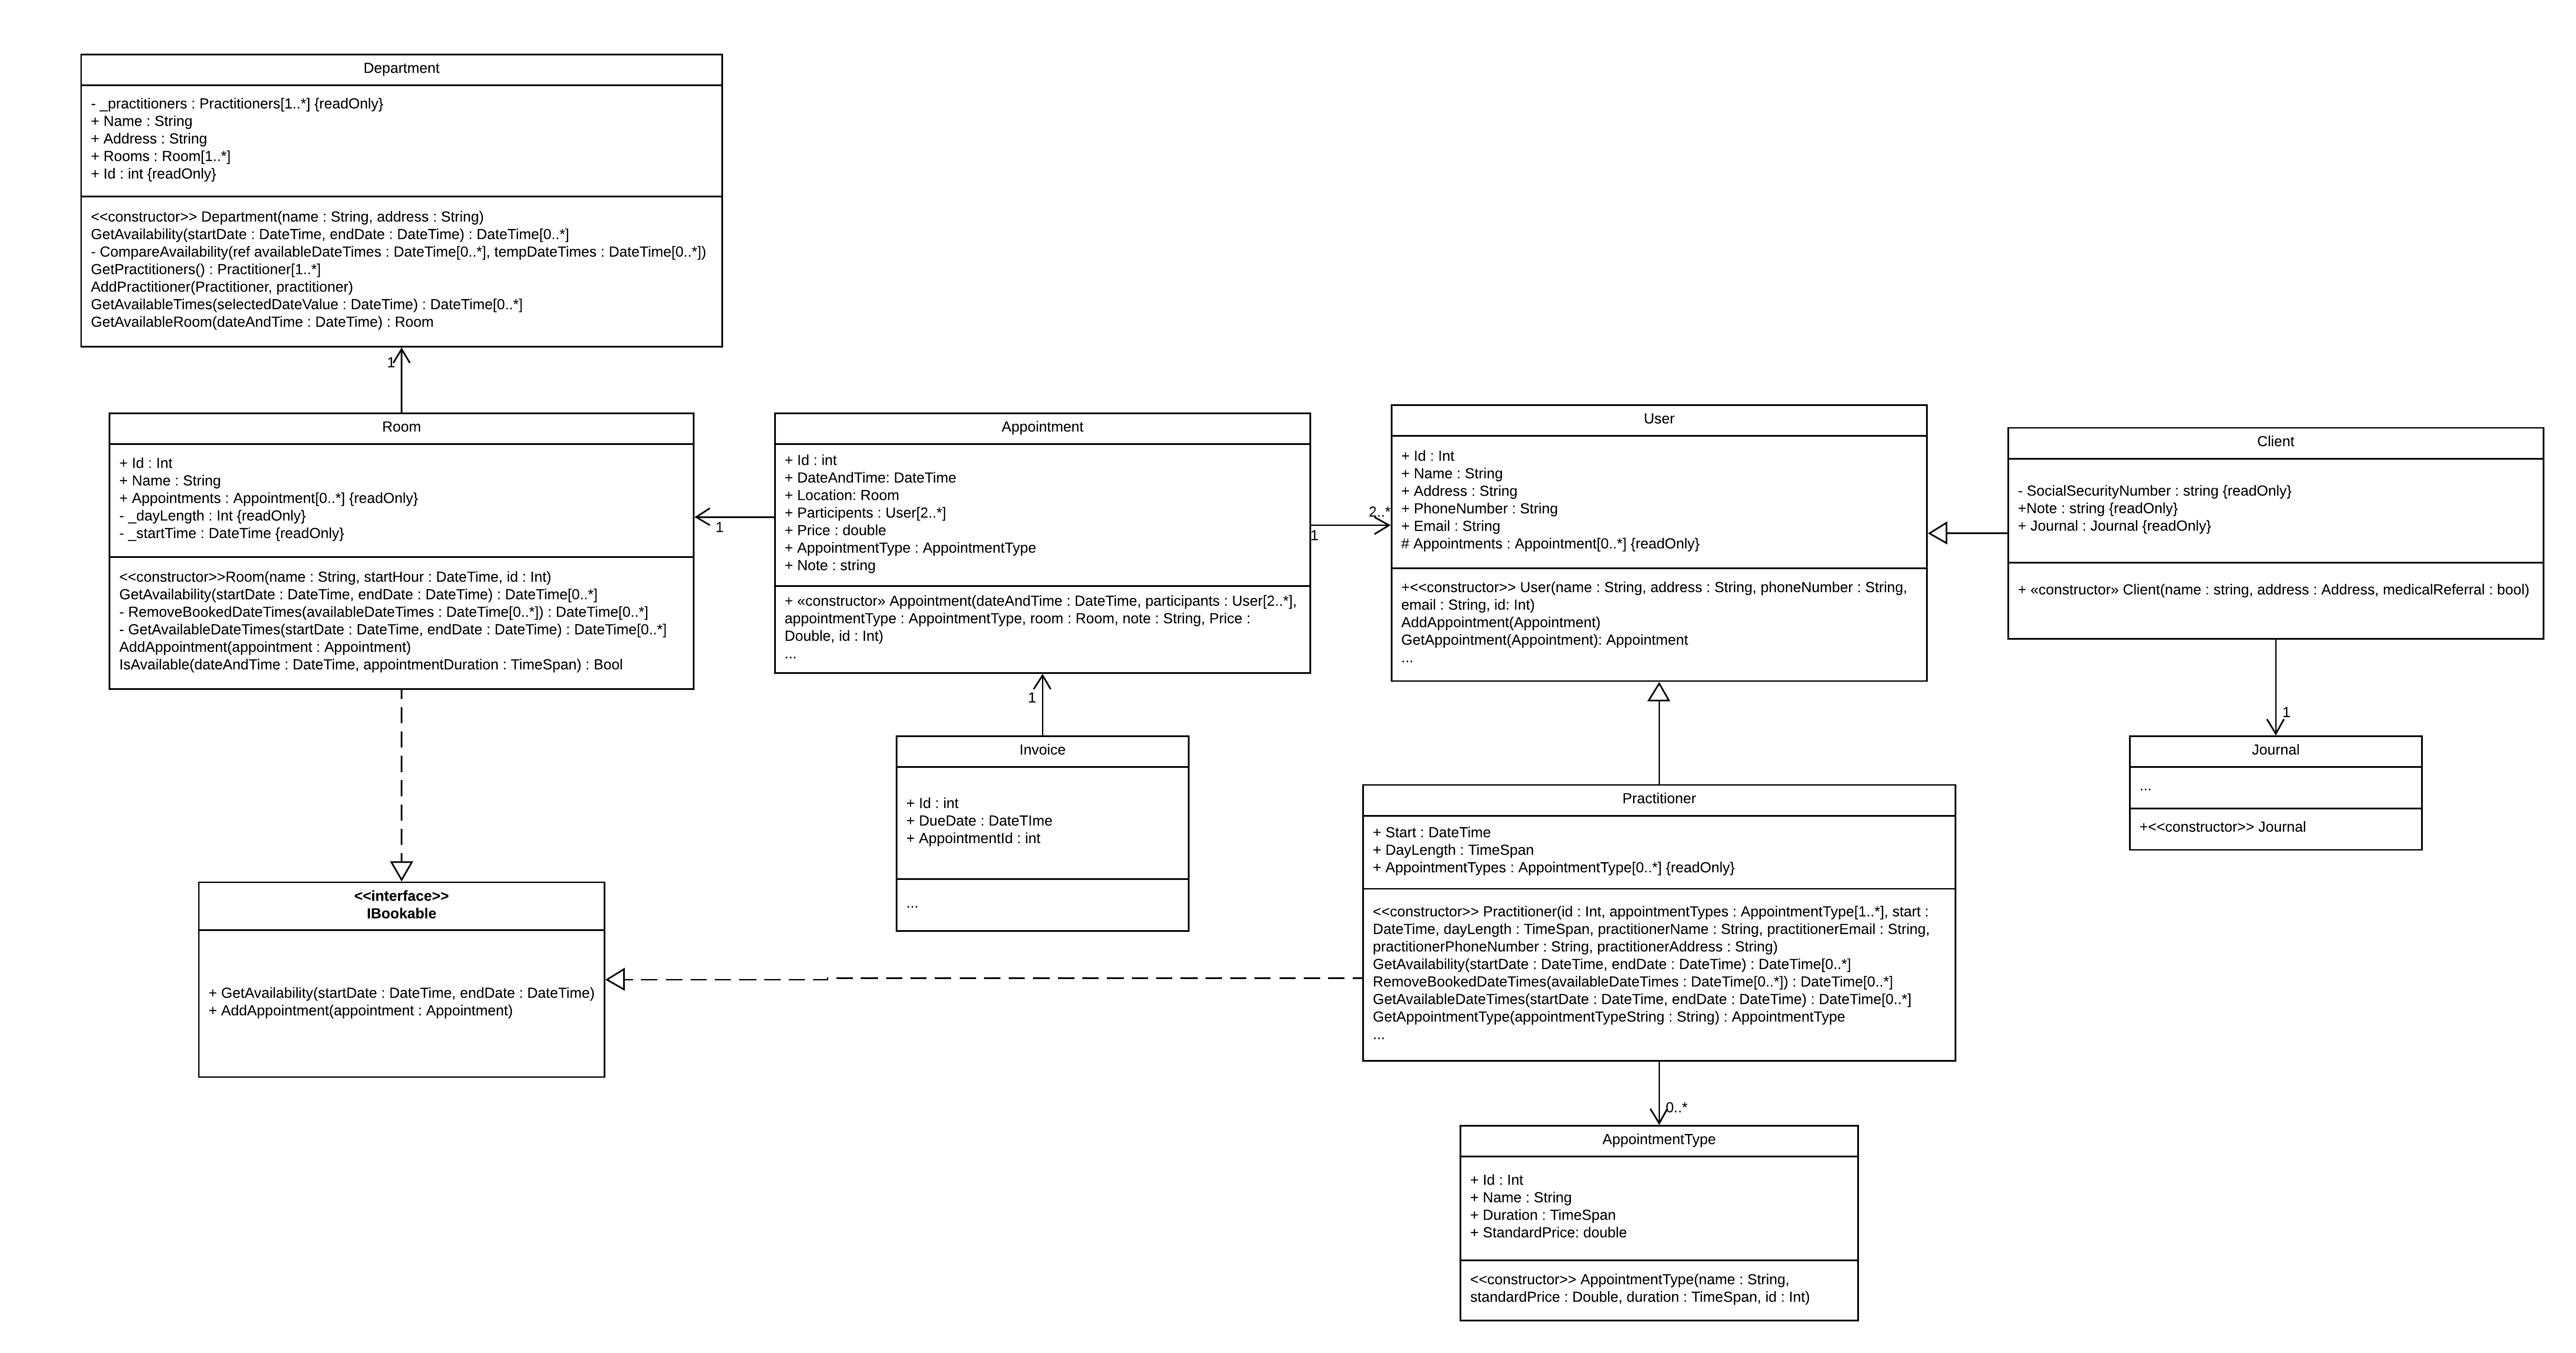 Department
- _practitioners : Practitioners[1..*] {readOnly}
+ Name : String
+ Address : String
+ Rooms : Room[1..*]
+ Id : int {readOnly}
<<constructor>> Department(name : String, address : String)
GetAvailability(startDate : DateTime, endDate : DateTime) : DateTime[0..*]
- CompareAvailability(ref availableDateTimes : DateTime[0..*], tempDateTimes : DateTime[0..*])
GetPractitioners() : Practitioner[1..*]
AddPractitioner(Practitioner, practitioner)
GetAvailableTimes(selectedDateValue : DateTime) : DateTime[0..*]
GetAvailableRoom(dateAndTime : DateTime) : Room
1
Room
+ Id : Int
+ Name : String
+ Appointments : Appointment[0..*] {readOnly}
- _dayLength : Int {readOnly}
- _startTime : DateTime {readOnly}
<<constructor>>Room(name : String, startHour : DateTime, id : Int)
GetAvailability(startDate : DateTime, endDate : DateTime) : DateTime[0..*]
- RemoveBookedDateTimes(availableDateTimes : DateTime[0..*]) : DateTime[0..*]
- GetAvailableDateTimes(startDate : DateTime, endDate : DateTime) : DateTime[0..*]
AddAppointment(appointment : Appointment)
IsAvailable(dateAndTime : DateTime, appointmentDuration : TimeSpan) : Bool
1
Appointment
+ Id : int
+ DateAndTime: DateTime
+ Location: Room
+ Participents : User[2..*]
+ Price : double
+ AppointmentType : AppointmentType
+ Note : string
+ «constructor» Appointment(dateAndTime : DateTime, participents : User[2..*],
appointmentType : AppointmentType, room : Room, note : String, Price :
Double, id : Int)
...
1
2..*
User
+ Id : Int
+ Name : String
+ Address : String
+ PhoneNumber : String
+ Email : String
# Appointments : Appointment[0..*] {readOnly}
+<<constructor>> User(name : String, address : String, phoneNumber : String,
email : String, id: Int)
AddAppointment(Appointment)
GetAppointment(Appointment): Appointment
...
Client
- SocialSecurityNumber : string {readOnly}
+Note : string {readOnly}
+ Journal : Journal {readOnly}
+ «constructor» Client(name : string, address : Address, medicalReferral : bool)
1
Journal
...
+<<constructor>> Journal
1
Invoice
+ Id : int
+ DueDate : DateTIme
+ AppointmentId : int
...
Practitioner
+ Start : DateTime
+ DayLength : TimeSpan
+ AppointmentTypes : AppointmentType[0..*] {readOnly}
<<constructor>> Practitioner(id : Int, appointmentTypes : AppointmentType[1..*], start :
DateTime, dayLength : TimeSpan, practitionerName : String, practitionerEmail : String,
practitionerPhoneNumber : String, practitionerAddress : String)
GetAvailability(startDate : DateTime, endDate : DateTime) : DateTime[0..*]
RemoveBookedDateTimes(availableDateTimes : DateTime[0..*]) : DateTime[0..*]
GetAvailableDateTimes(startDate : DateTime, endDate : DateTime) : DateTime[0..*]
GetAppointmentType(appointmentTypeString : String) : AppointmentType
...
<<interface>>
IBookable
+ GetAvailability(startDate : DateTime, endDate : DateTime)
+ AddAppointment(appointment : Appointment)
0..*
AppointmentType
+ Id : Int
+ Name : String
+ Duration : TimeSpan
+ StandardPrice: double
<<constructor>> AppointmentType(name : String,
standardPrice : Double, duration : TimeSpan, id : Int)